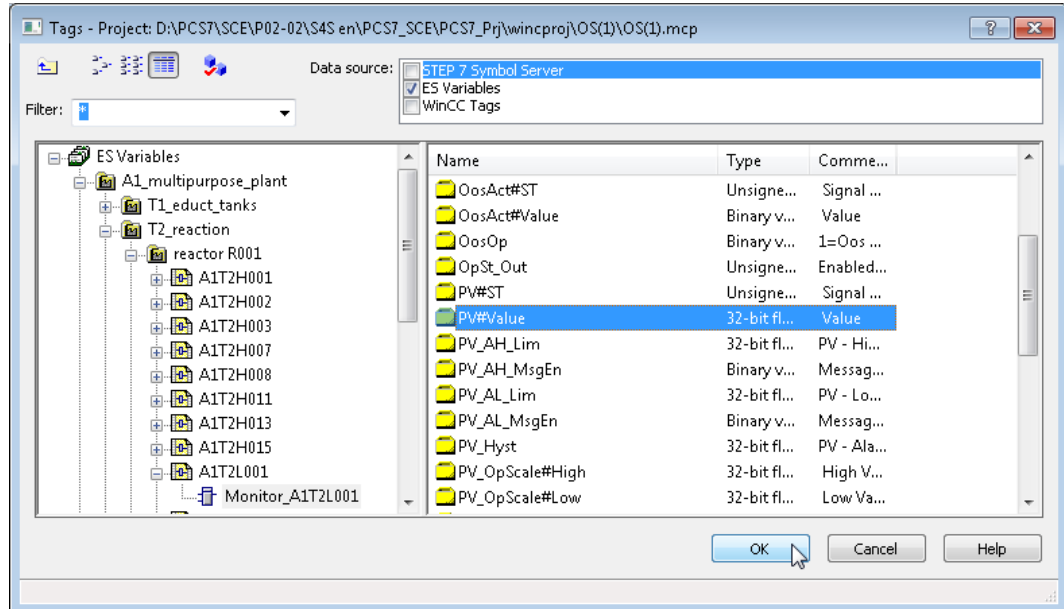 Tags - Project: D:\PCS7\SCE\P02-02\S4S en\PCS7_SCE\PCS7_Prj\wincproj\OS(1)\OS(1).mcp
Data source:
STEP 7 Symbol Server
ES Variables
WinCC Tags
Filter: *
ES Variables
A1_multipurpose_plant
T1_educt_tanks
T2_reaction
reactor R001
A1T2H001
A1T2H002
A1T2H003
A1T2H007
A1T2H008
A1T2H011
A1T2H013
A1T2H015
A1T2L001
Monitor_A1T2L001
Name Type Comme...
OosAct#ST Unsigne... Signal ...
OosAct#Value Binary v... Value
OosOp Binary v... 1=Oos ...
OpSt_Out Unsigne... Enabled...
PV#ST Unsigne... Signal ...
PV#Value 32-bit fl... Value
PV_AH_Lim 32-bit fl... PV - Hi...
PV_AH_MsgEn Binary v... Messag...
PV_AL_Lim 32-bit fl... PV - Lo...
PV_AL_MsgEn Binary v... Messag...
PV_Hyst 32-bit fl... PV - Ala...
PV_OpScale#High 32-bit fl... High V...
PV_OpScale#Low 32-bit fl... Low Va...
OK Cancel Help